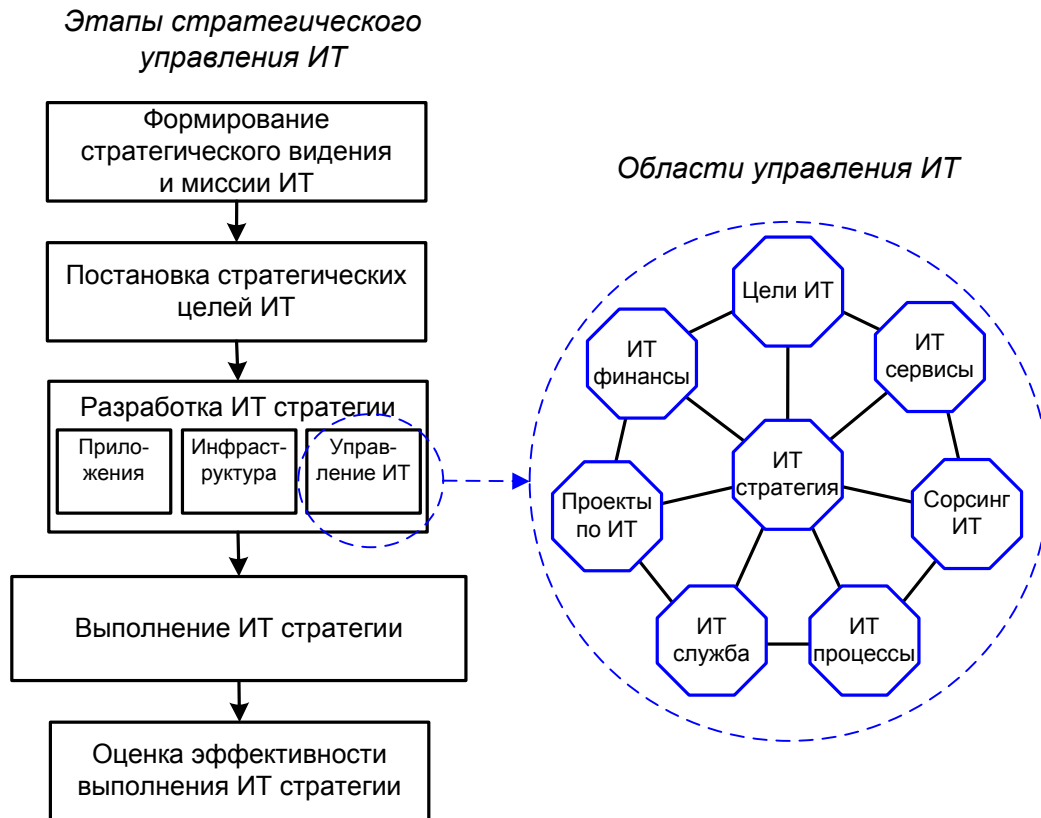 Этапы стратегического
управления ИТ
Формирование
стратегического видения
и миссии ИТ
Постановка стратегических
целей ИТ
Разработка ИТ стратегии
Прило-
жения
Инфраст-
руктура
Управ-
ление ИТ
Выполнение ИТ стратегии
Оценка эффективности
выполнения ИТ стратегии
Области управления ИТ
Цели ИТ
ИТ
финансы
ИТ
сервисы
ИТ
стратегия
Проекты
по ИТ
Сорсинг
ИТ
ИТ
служба
ИТ
процессы